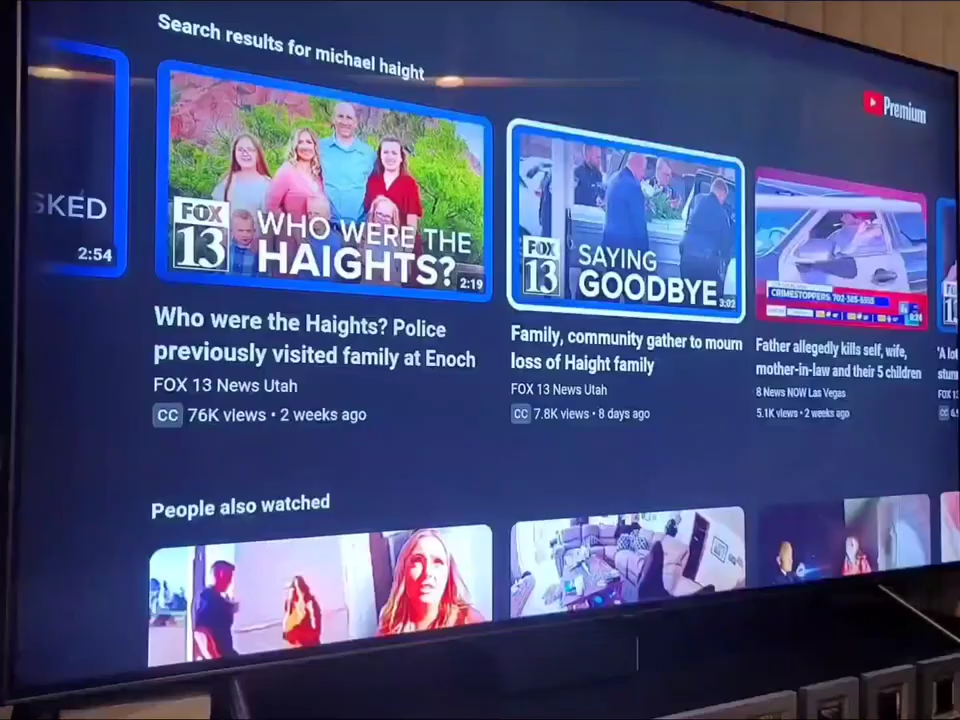 Search results for michael haight
Premium
SKED
2:54
FOX
13
WHO WERE THE
HAIGHTS?
2:19
FOX
13
SAYING
GOODBYE
3:02
CRIMESTOPPERS: 702-385-5555
Who were the Haights? Police
previously visited family at Enoch
FOX 13 News Utah
CC 76K views • 2 weeks ago
Family, community gather to mourn
loss of Haight family
FOX 13 News Utah
CC 7.8K views • 8 days ago
Father allegedly kills self, wife,
mother-in-law and their 5 children
8 News NOW Las Vegas
5.1K views • 2 weeks ago
'A lot
FOX 1
CC
People also watched